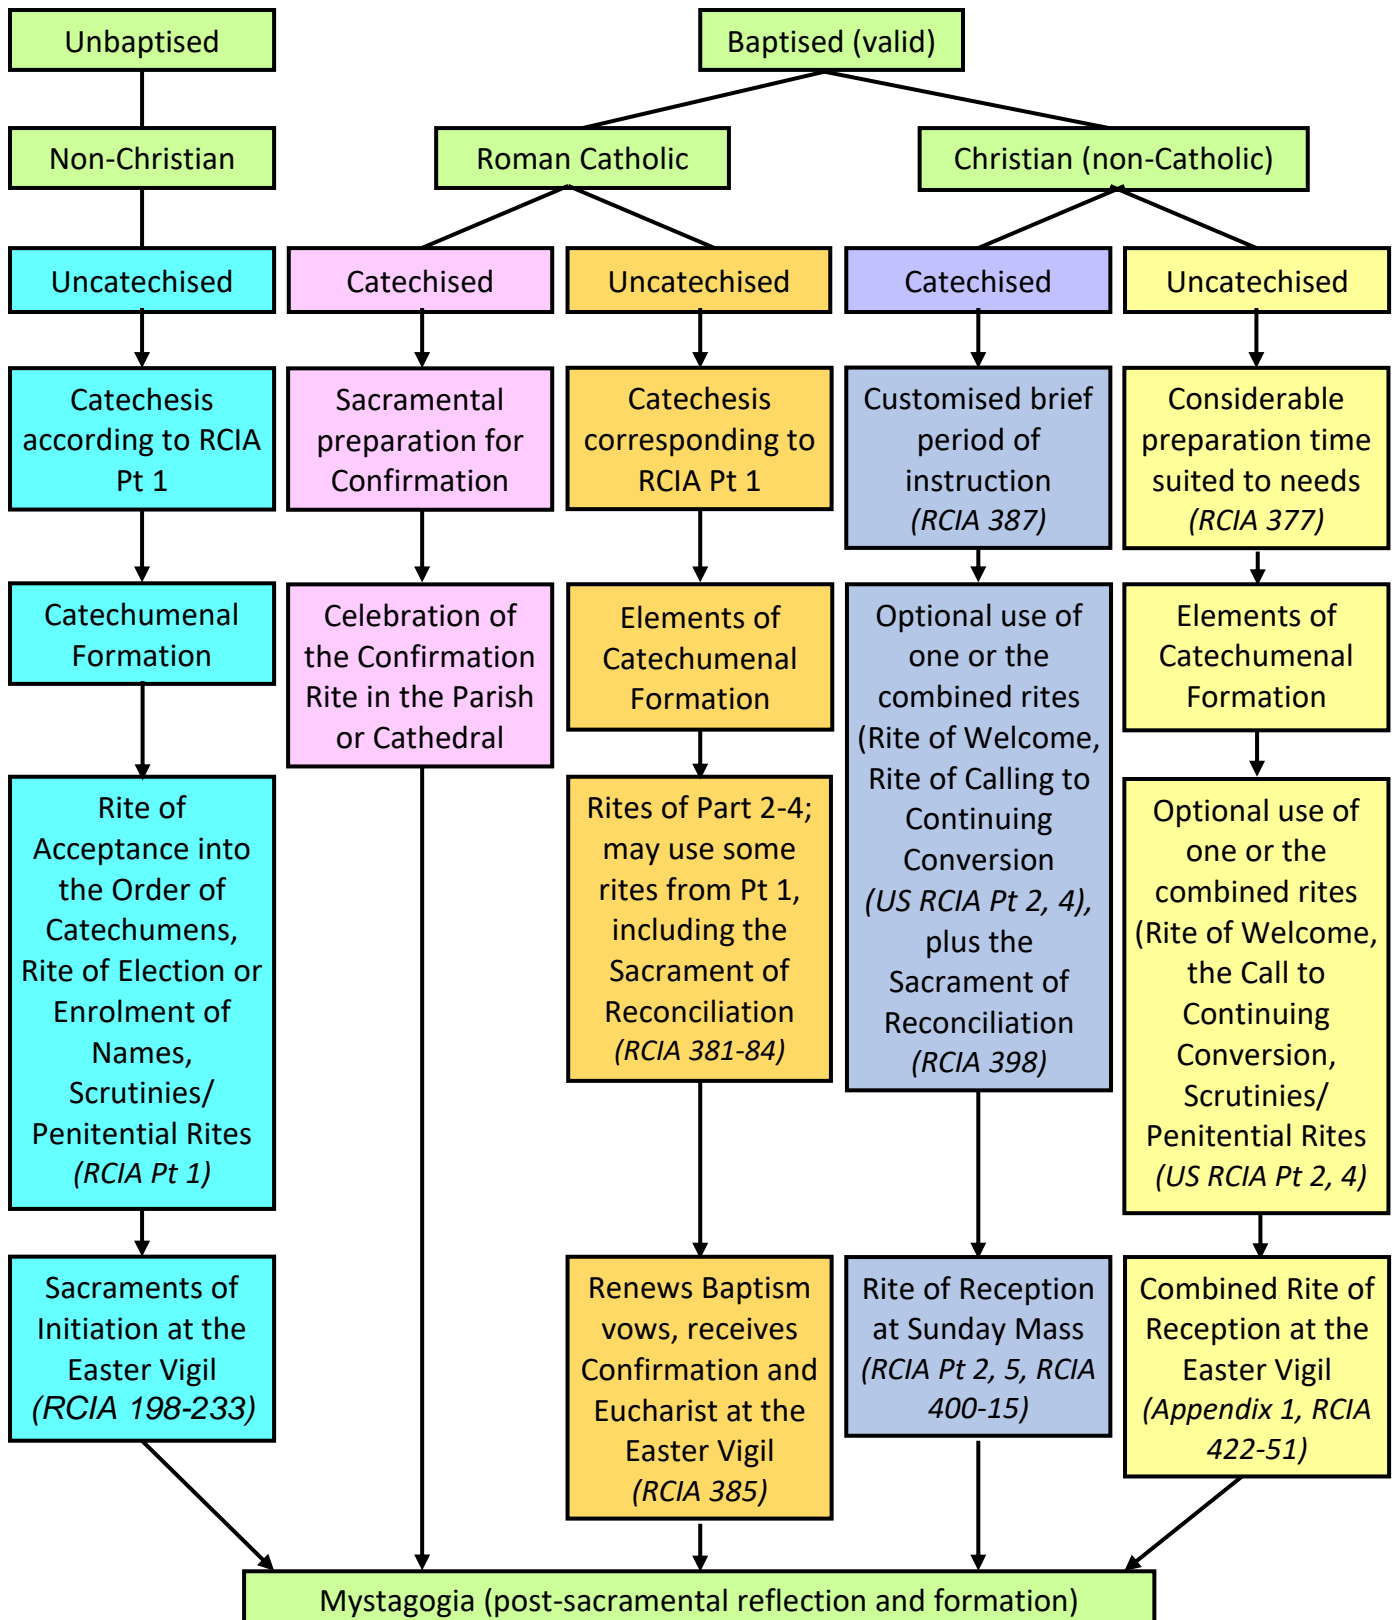 Unbaptised
Baptised (valid)
Non-Christian
Roman Catholic
Christian (non-Catholic)
Uncatechised
Catechised
Uncatechised
Catechised
Uncatechised
Catechesis
according to RCIA
Pt 1
Sacramental
preparation for
Confirmation
Catechesis
corresponding to
RCIA Pt 1
Customised brief
period of
instruction
(RCIA 387)
Considerable
preparation time
suited to needs
(RCIA 377)
Catechumenal
Formation
Celebration of
the Confirmation
Rite in the Parish
or Cathedral
Elements of
Catechumenal
Formation
Optional use of
one or the
combined rites
(Rite of Welcome,
Rite of Calling to
Continuing
Conversion
(US RCIA Pt 2, 4),
plus the
Sacrament of
Reconciliation
(RCIA 398)
Elements of
Catechumenal
Formation
Rite of
Acceptance into
the Order of
Catechumens,
Rite of Election or
Enrolment of
Names,
Scrutinies/
Penitential Rites
(RCIA Pt 1)
Rites of Part 2-4;
may use some
rites from Pt 1,
including the
Sacrament of
Reconciliation
(RCIA 381-84)
Optional use of
one or the
combined rites
(Rite of Welcome,
the Call to
Continuing
Conversion,
Scrutinies/
Penitential Rites
(US RCIA Pt 2, 4)
Sacraments of
Initiation at the
Easter Vigil
(RCIA 198-233)
Renews Baptism
vows, receives
Confirmation and
Eucharist at the
Easter Vigil
(RCIA 385)
Rite of Reception
at Sunday Mass
(RCIA Pt 2, 5, RCIA
400-15)
Combined Rite of
Reception at the
Easter Vigil
(Appendix 1, RCIA
422-51)
Mystagogia (post-sacramental reflection and formation)